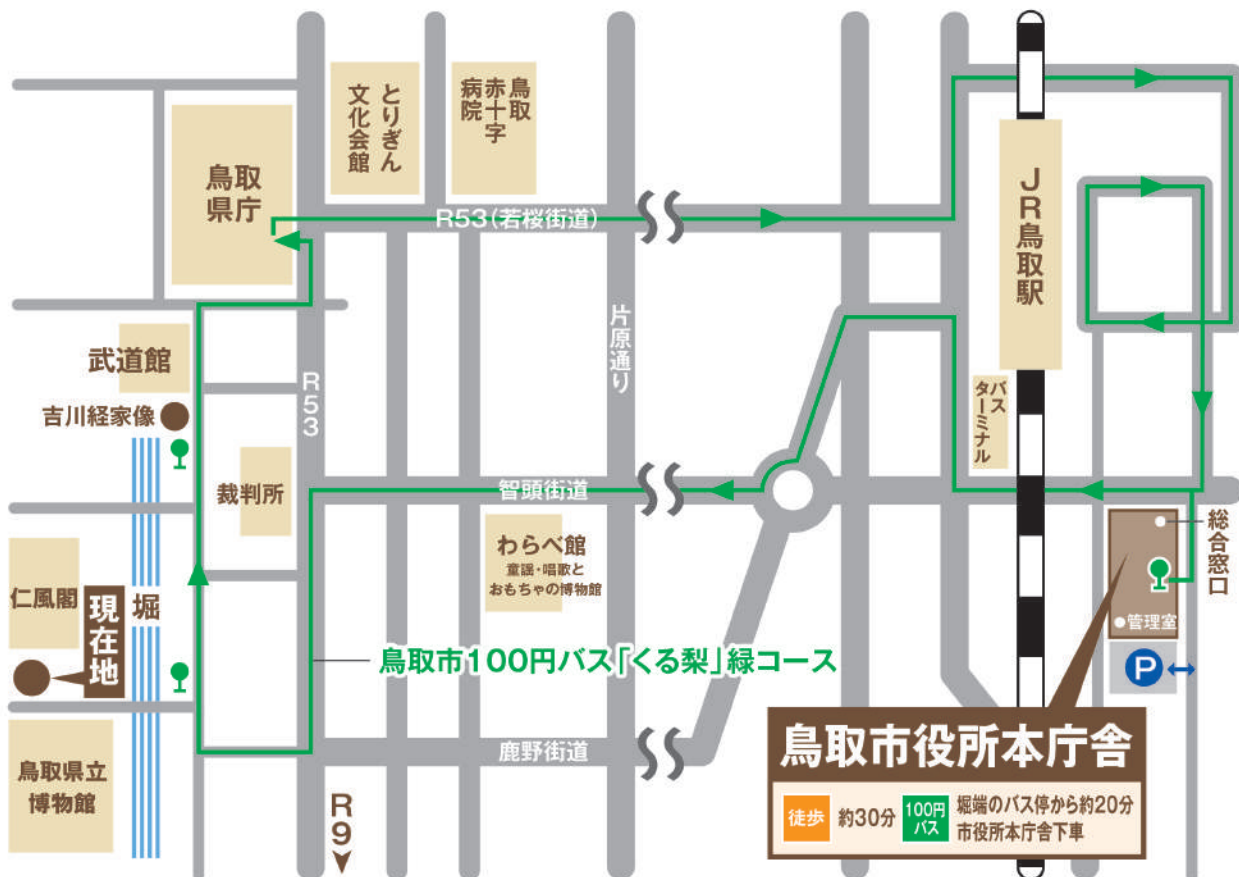 とりぎん
文化会館
鳥取
赤十字
病院
鳥取
県庁
R53(若桜街道)
JR鳥取駅
片原通り
武道館
R53
バス
ターミナル
吉川経家像
裁判所
智頭街道
わらべ館
童謡・唱歌と
おもちゃの博物館
総合窓口
仁風閣
現在地
堀
管理室
P
鳥取市100円バス「くる梨」緑コース
鳥取県立
博物館
鹿野街道
R9
鳥取市役所本庁舎
徒歩 約30分
100円
バス
堀端のバス停から約20分
市役所本庁舎下車